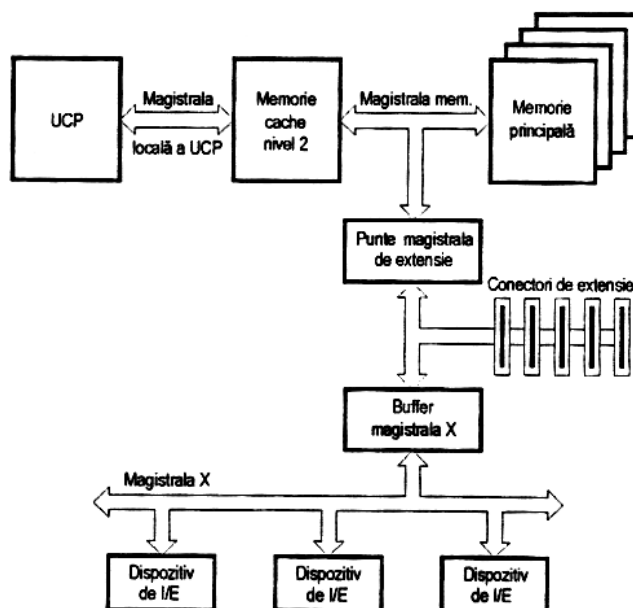 UCP
Magistrala
locală a UCP
Memorie
cache
nivel 2
Magistrala mem.
Memorie
principală
Punte magistrala
de extensie
Conectori de extensie
Buffer
magistrala X
Magistrala X
Dispozitiv
de I/E
Dispozitiv
de I/E
Dispozitiv
de I/E